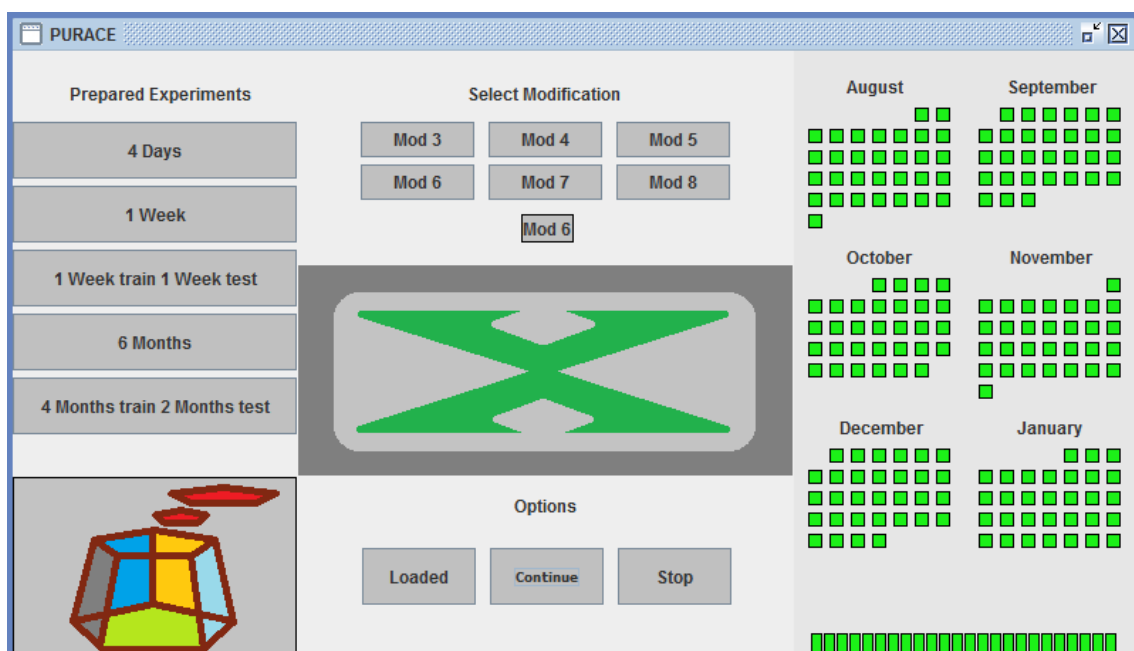 PURACE
Prepared Experiments
4 Days
1 Week
1 Week train 1 Week test
6 Months
4 Months train 2 Months test
Select Modification
Mod 3 Mod 4 Mod 5
Mod 6 Mod 7 Mod 8
Mod 6
Options
Loaded Continue Stop
August September
October November
December January